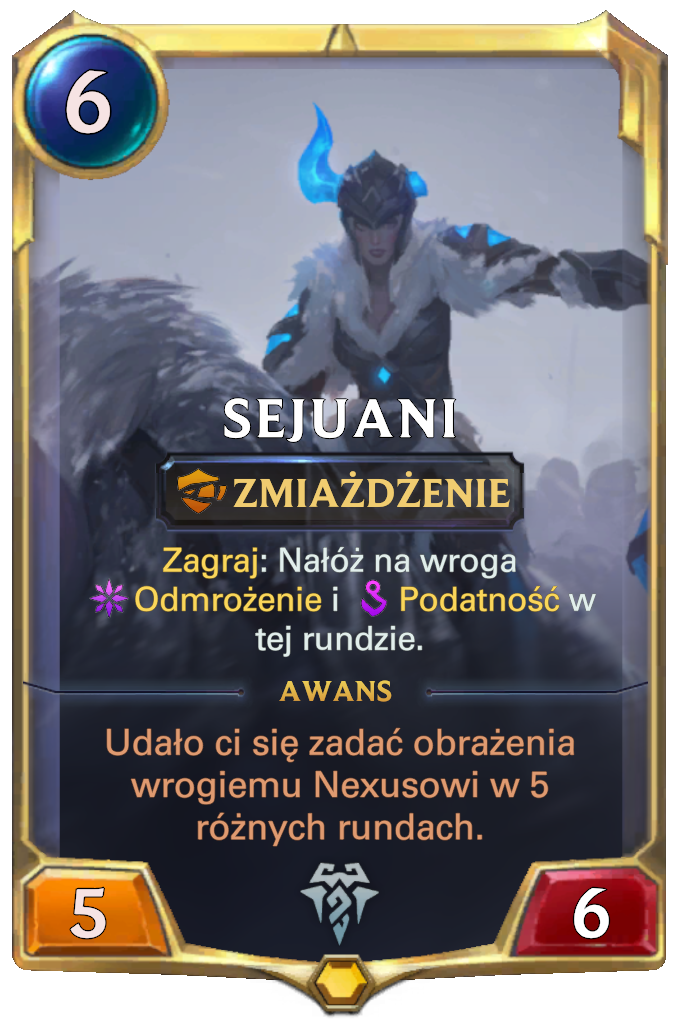 6
SEJUANI
ZMIAŻDŻENIE
Zagraj: Nałóż na wroga
Odmrożenie i Podatność w
tej rundzie.
AWANS
Udało ci się zadać obrażenia
wrogiemu Nexusowi w 5
różnych rundach.
5
6